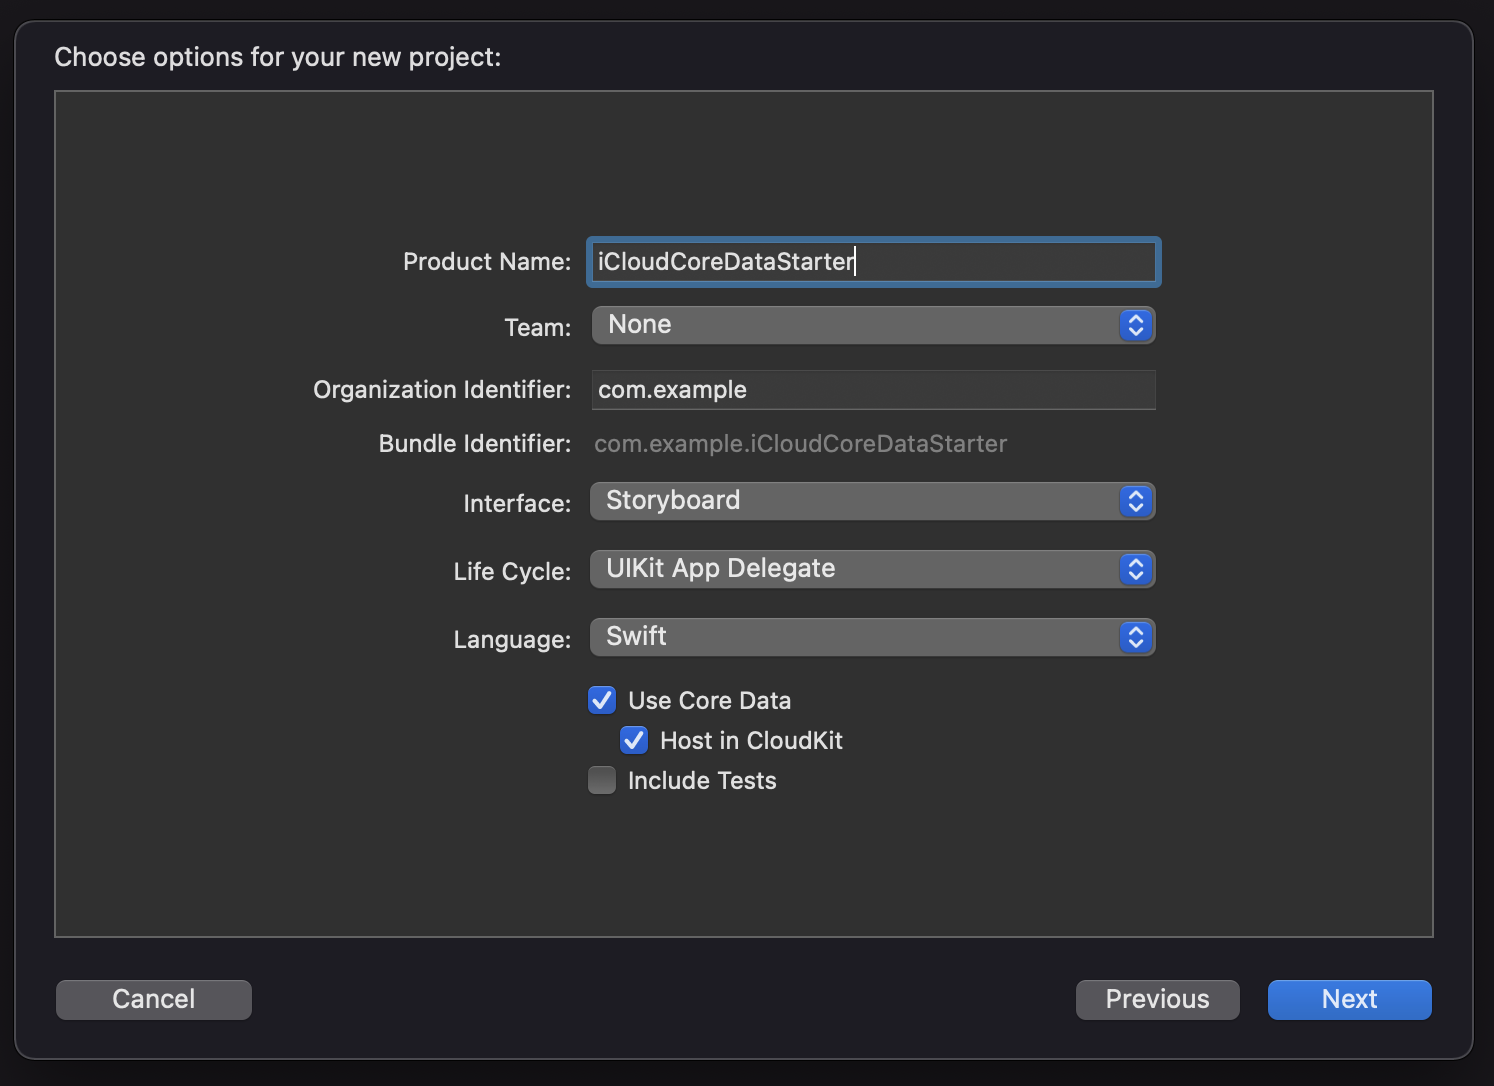 Choose options for your new project:
Product Name: iCloudCoreDataStarter
Team: None
Organization Identifier: com.example
Bundle Identifier: com.example.iCloudCoreDataStarter
Interface: Storyboard
Life Cycle: UIKit App Delegate
Language: Swift
Use Core Data
Host in CloudKit
Include Tests
Cancel Previous Next